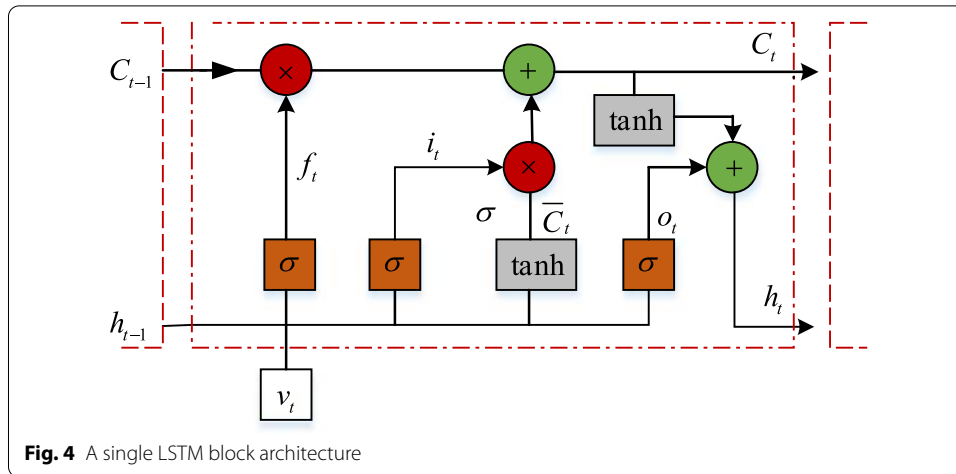 C_{t-1} × + C_t
tanh
i_t
f_t × +
σ \overline{C}_t o_t
σ σ tanh σ
h_{t-1} h_t
v_t
Fig. 4 A single LSTM block architecture